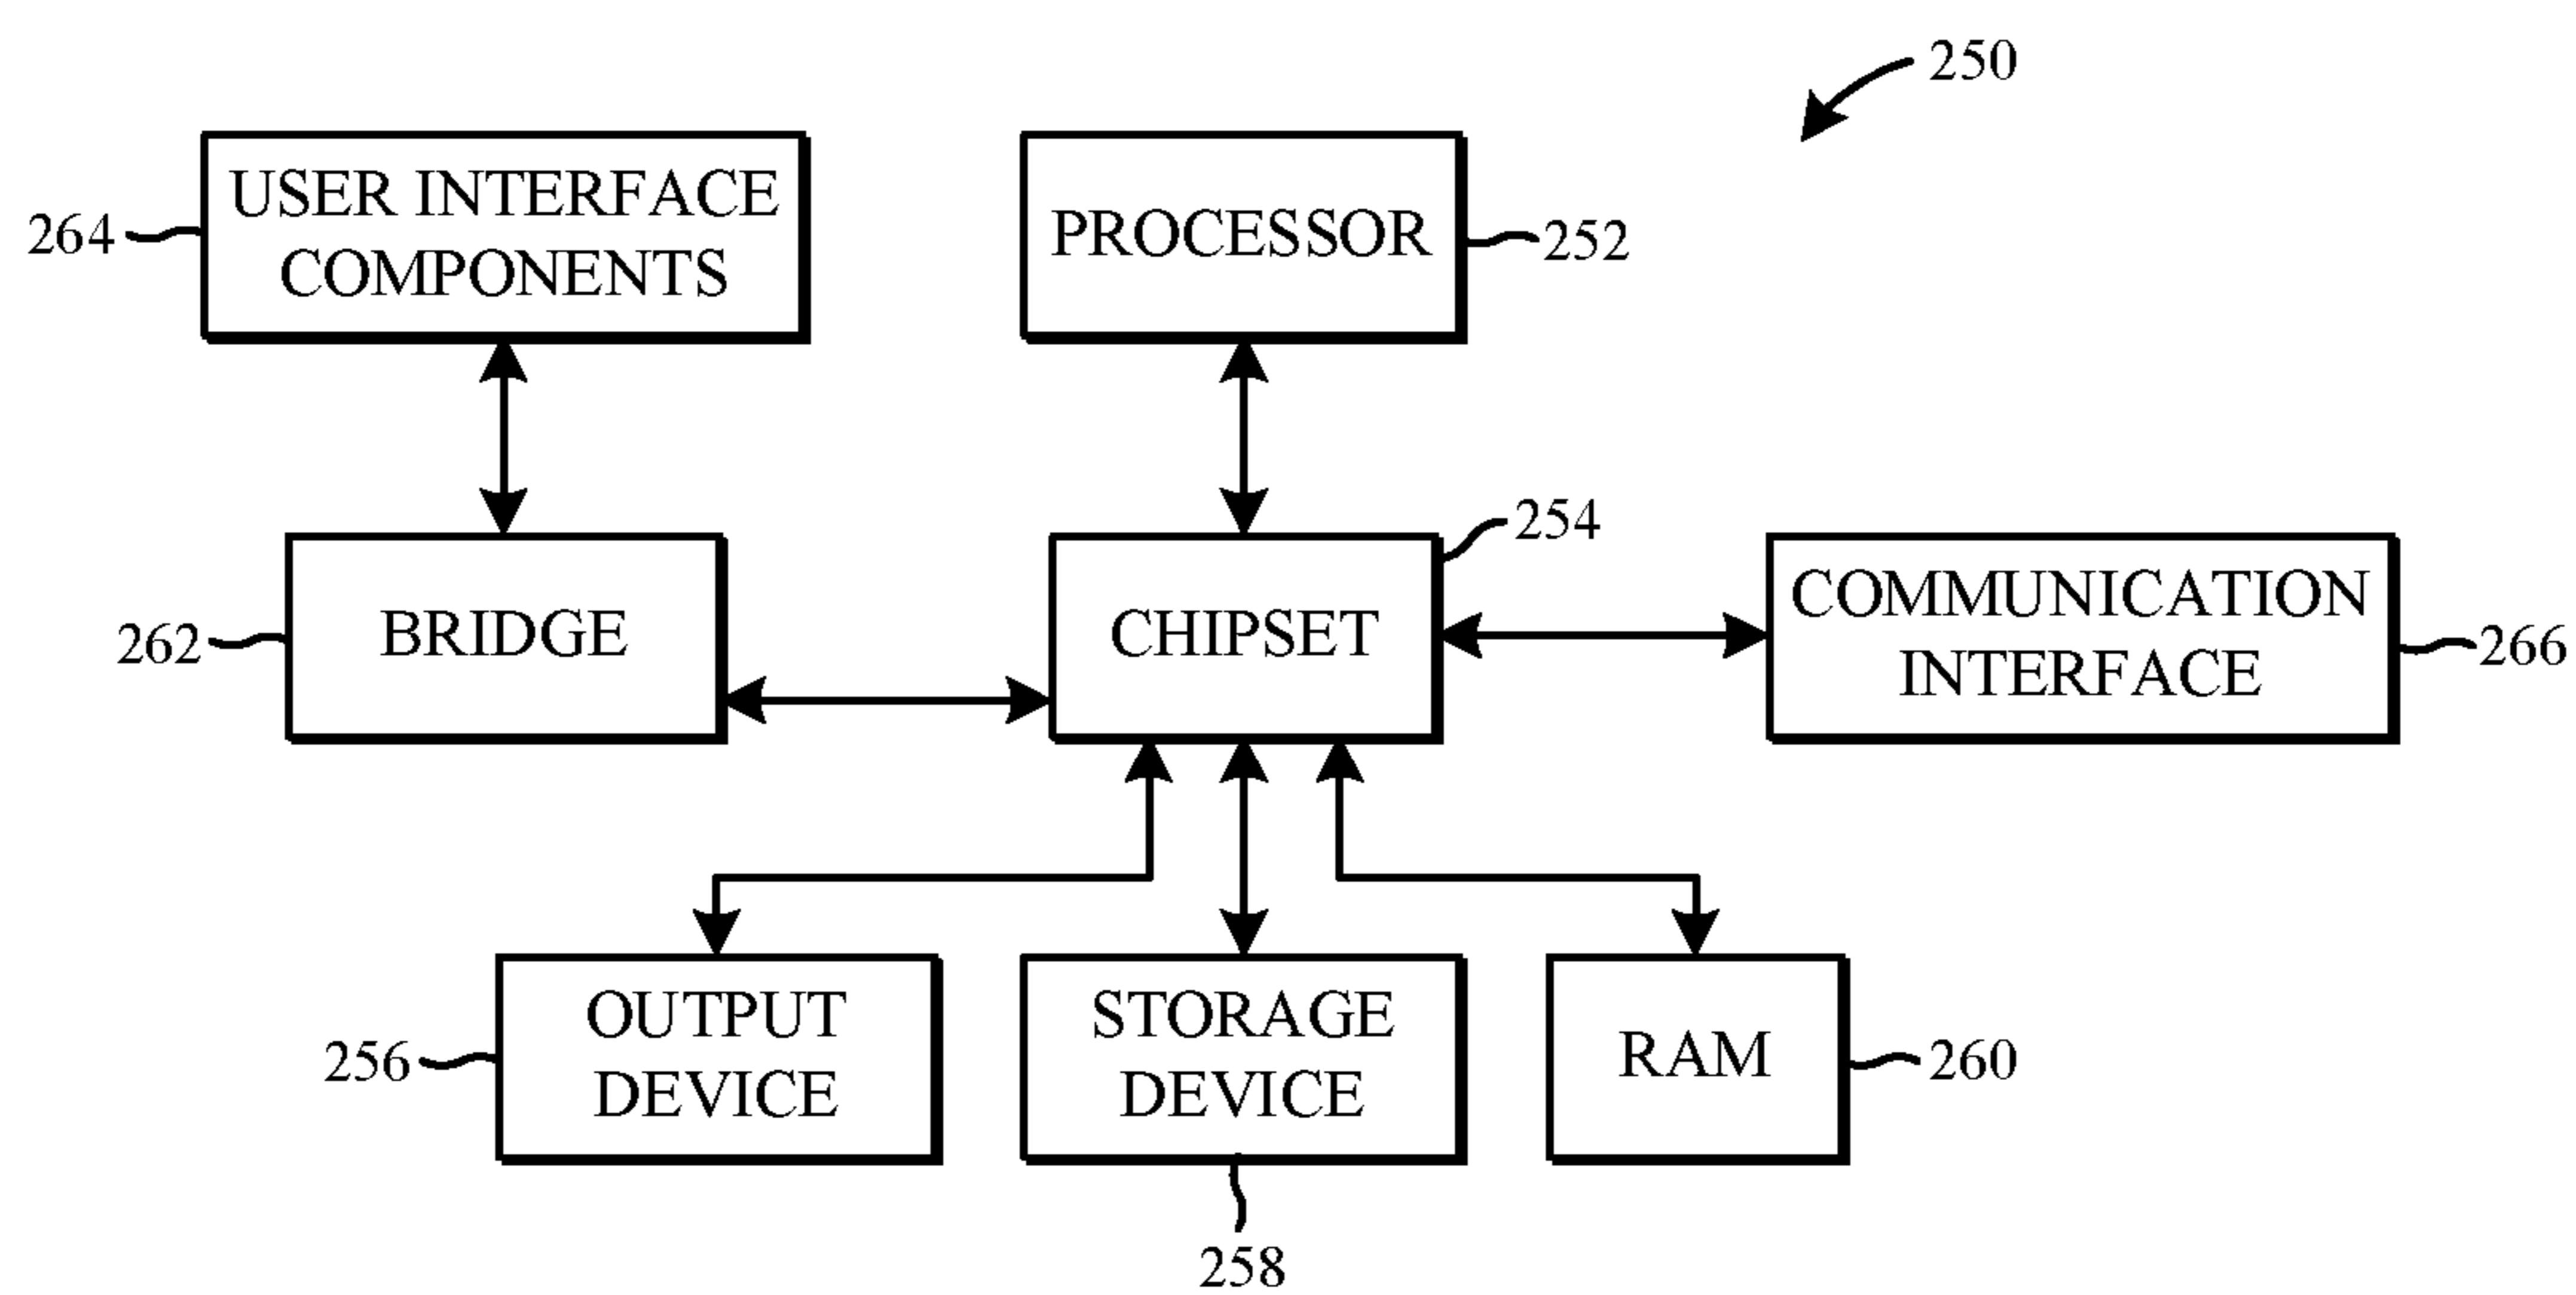 250
USER INTERFACE
COMPONENTS
264
PROCESSOR
252
254
BRIDGE
262
CHIPSET
COMMUNICATION
INTERFACE
266
OUTPUT
DEVICE
256
STORAGE
DEVICE
258
RAM
260